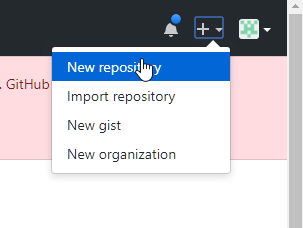 New repository
. GitHub
Import repository
New gist
New organization